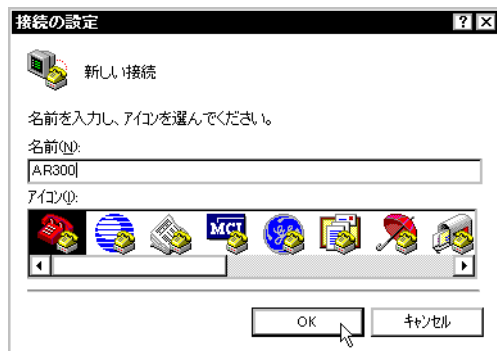 接続の設定
新しい接続
名前を入力し、アイコンを選んでください。
名前(N):
AR300
アイコン(I):
MCI
OK
キャンセル